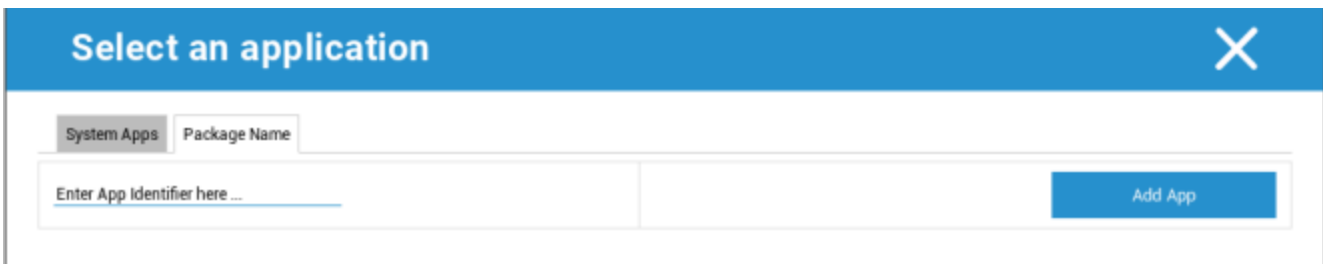 Select an application
System Apps Package Name
Enter App Identifier here ... Add App